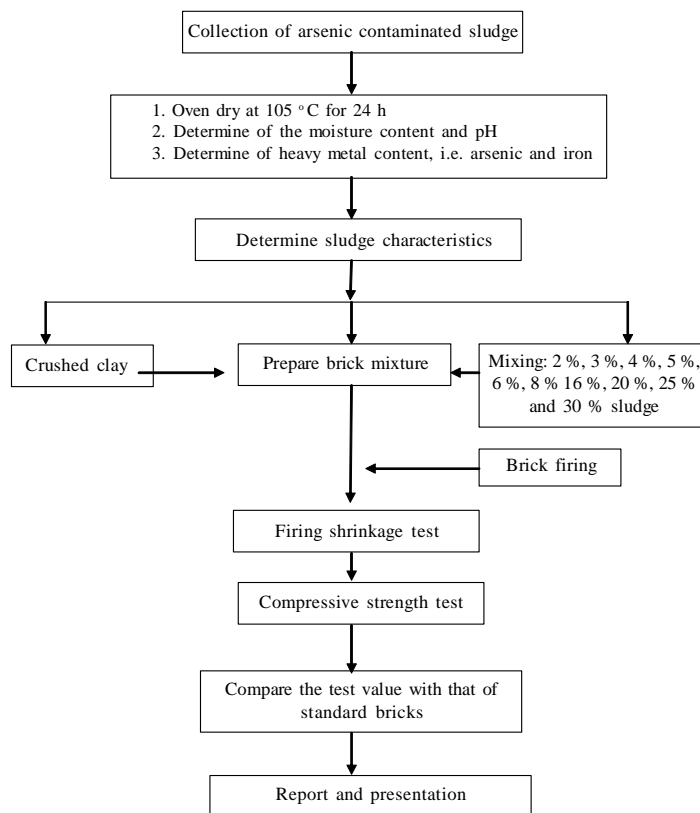 Collection of arsenic contaminated sludge
1. Oven dry at 105 °C for 24 h
2. Determine of the moisture content and pH
3. Determine of heavy metal content, i.e. arsenic and iron
Determine sludge characteristics
Crushed clay
Prepare brick mixture
Mixing: 2 %, 3 %, 4 %, 5 %,
6 %, 8 % 16 %, 20 %, 25 %
and 30 % sludge
Brick firing
Firing shrinkage test
Compressive strength test
Compare the test value with that of
standard bricks
Report and presentation